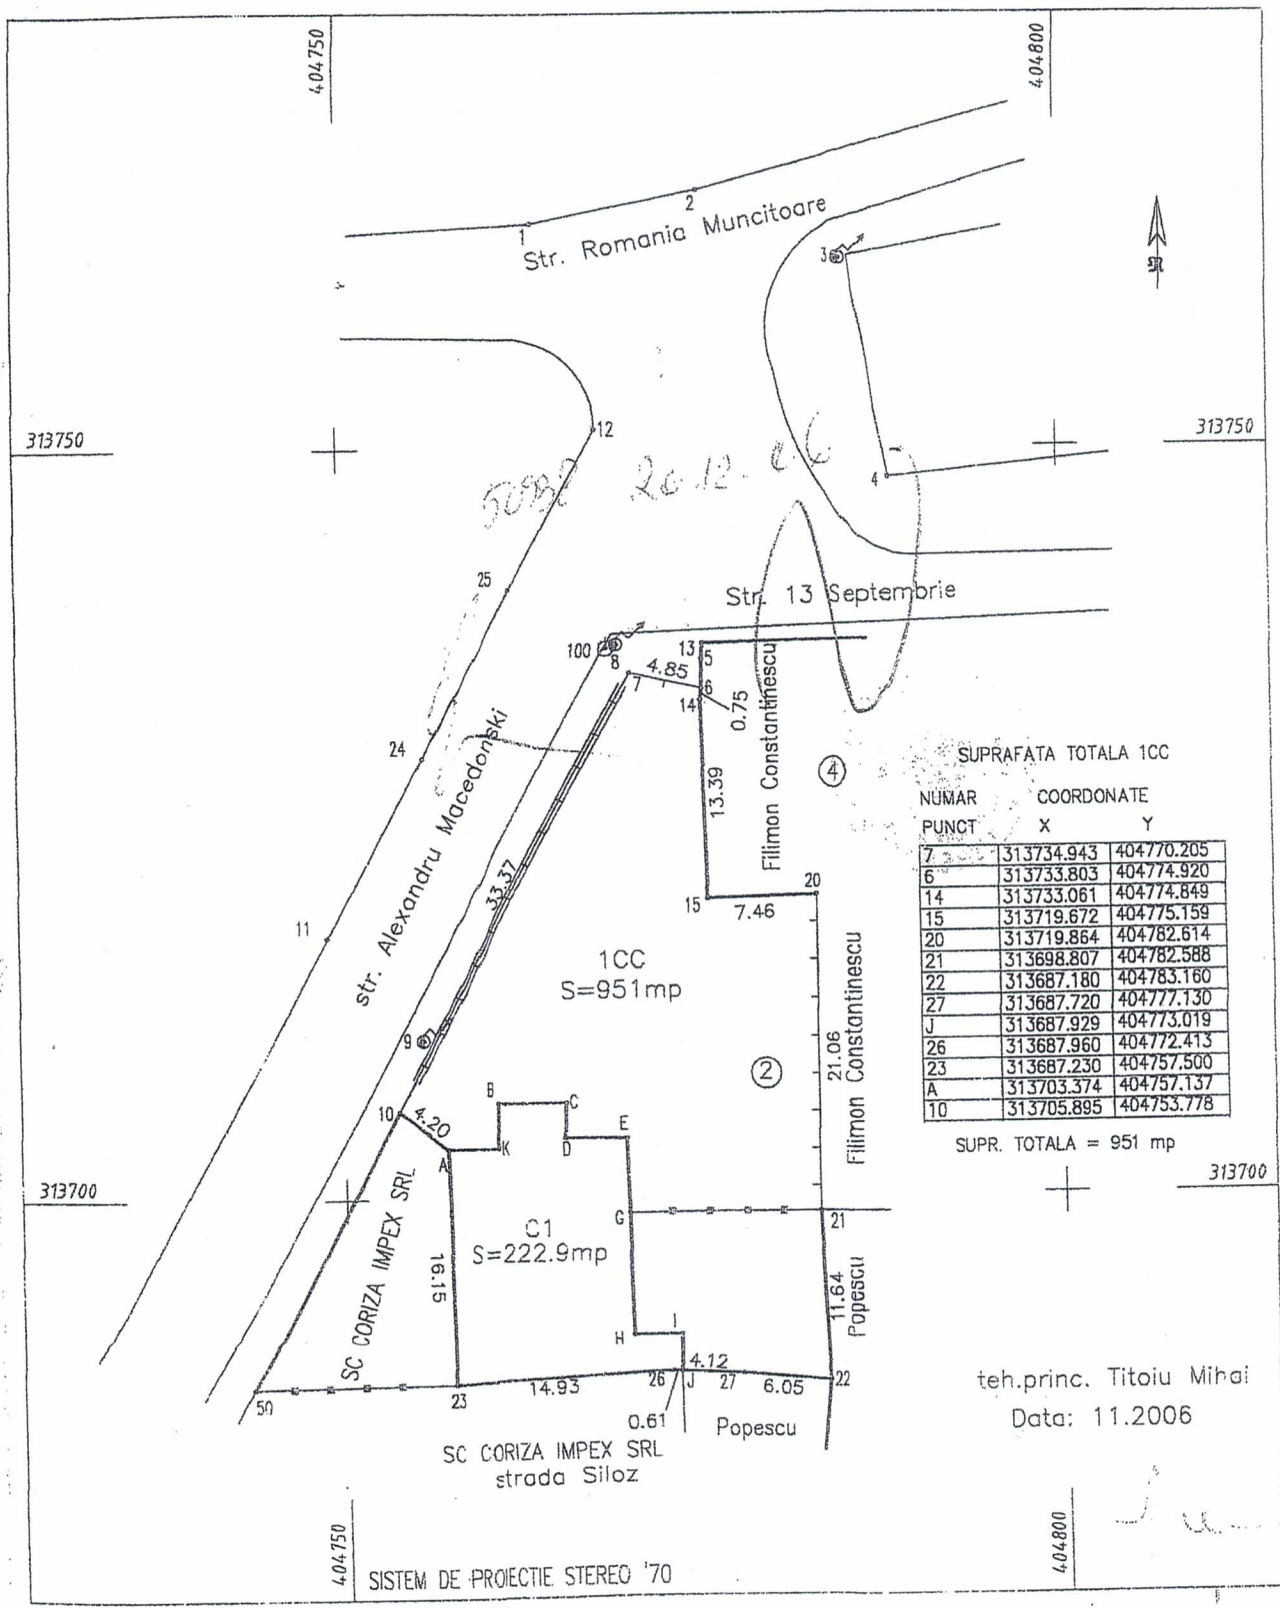 404750
404800
1
2
Str. Romania Muncitoare
3
313750
12
313750
4
50982 20.12.06
25
Str. 13 Septembrie
100
8
13
5
7
4.85
6
14
0.75
24
str. Alexandru Macedonski
Filimon Constantinescu
4
13.39
33.37
11
15
7.46
20
SUPRAFATA TOTALA 1CC
NUMAR COORDONATE
PUNCT X Y
7 313734.943 404770.205
6 313733.803 404774.920
14 313733.061 404774.849
15 313719.672 404775.159
20 313719.864 404782.614
21 313698.807 404782.588
22 313687.180 404783.160
27 313687.720 404777.130
J 313687.929 404773.019
26 313687.960 404772.413
23 313687.230 404757.500
A 313703.374 404757.137
10 313705.895 404753.778
SUPR. TOTALA = 951 mp
1CC
S=951mp
Filimon Constantinescu
21.06
9
2
10
4.20
B
C
A
K
D
E
313700
313700
G
21
C1
S=222.9mp
SC CORIZA IMPEX SRL
16.15
11.64
Popescu
H
I
4.12
50
23
14.93
26
J
27
6.05
22
0.61
Popescu
SC CORIZA IMPEX SRL
strada Siloz
teh.princ. Titoiu Mihai
Data: 11.2006
404750
404800
SISTEM DE PROIECTIE STEREO '70